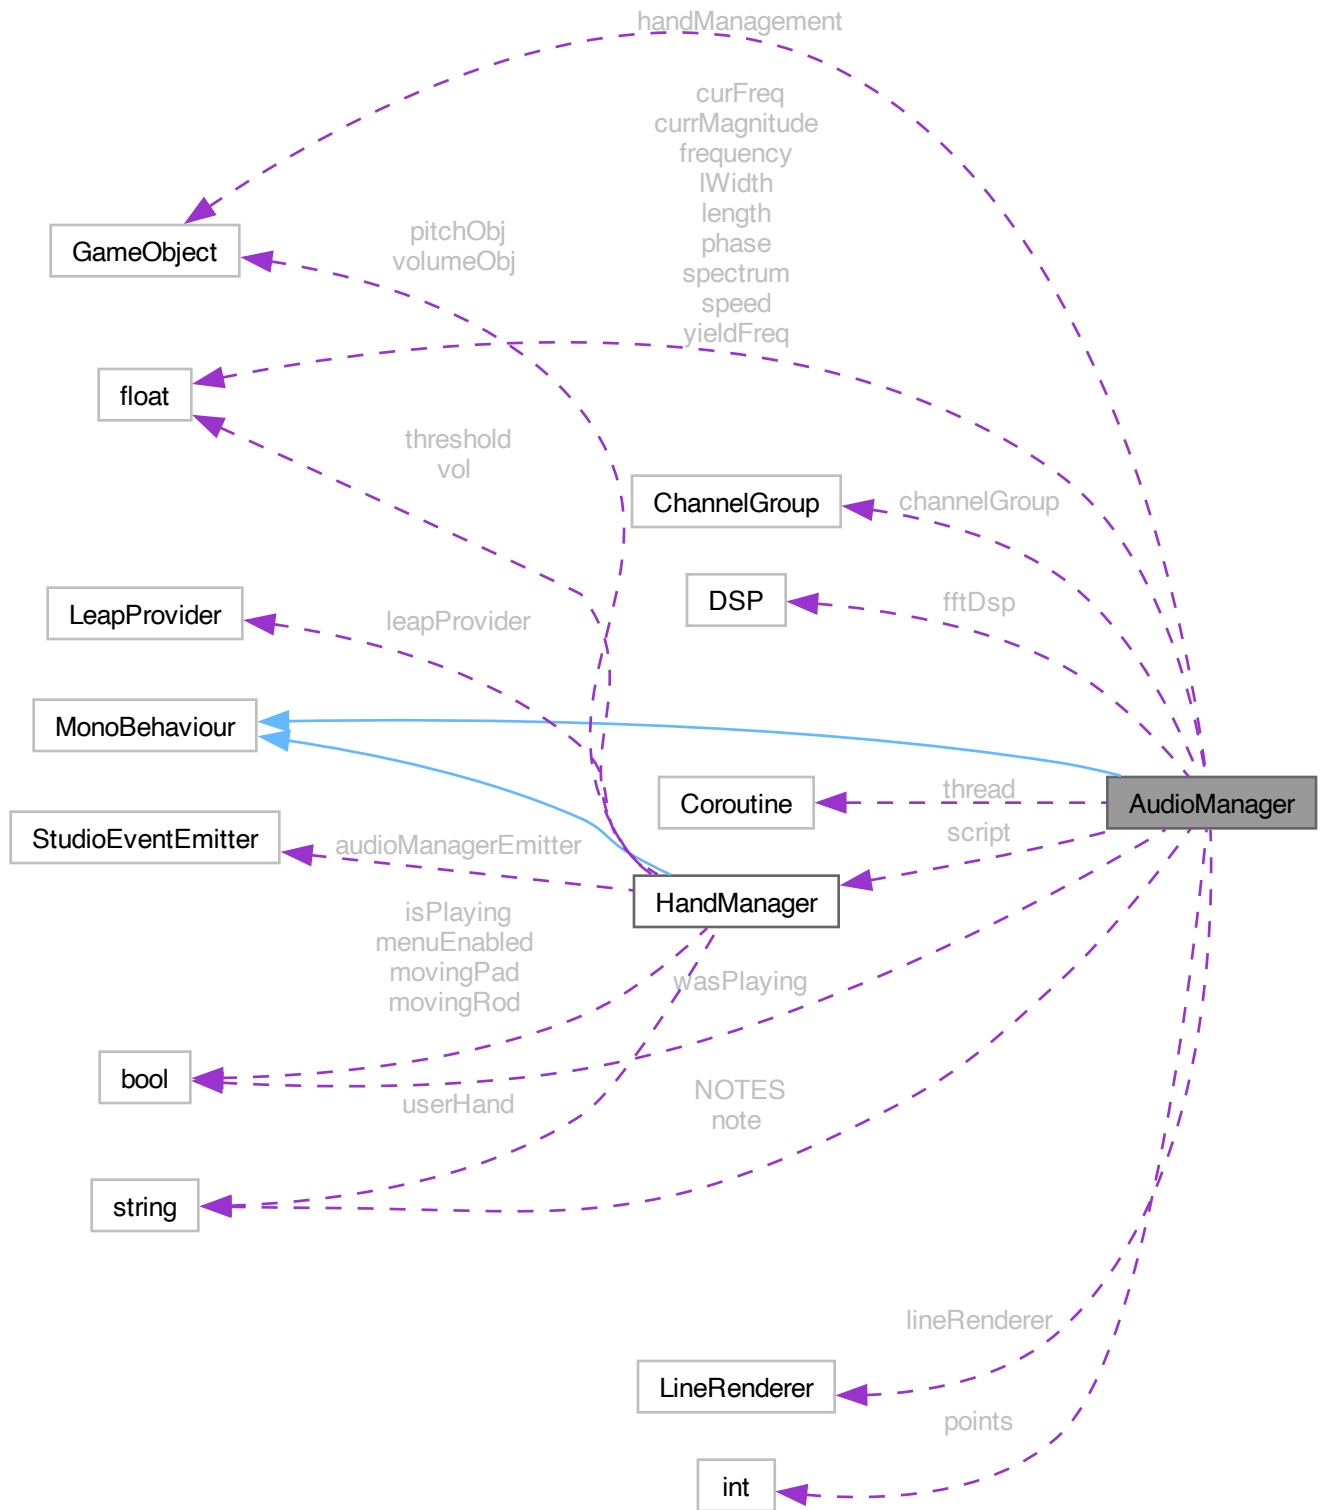 handManagement
curFreq
currMagnitude
frequency
lWidth
length
phase
spectrum
speed
yieldFreq
pitchObj
volumeObj
GameObject
float
threshold
vol
ChannelGroup
channelGroup
DSP
fftDsp
LeapProvider
leapProvider
MonoBehaviour
Coroutine
thread
AudioManager
StudioEventEmitter
audioManagerEmitter
script
HandManager
isPlaying
menuEnabled
movingPad
movingRod
wasPlaying
bool
userHand
NOTES
note
string
lineRenderer
LineRenderer
points
int